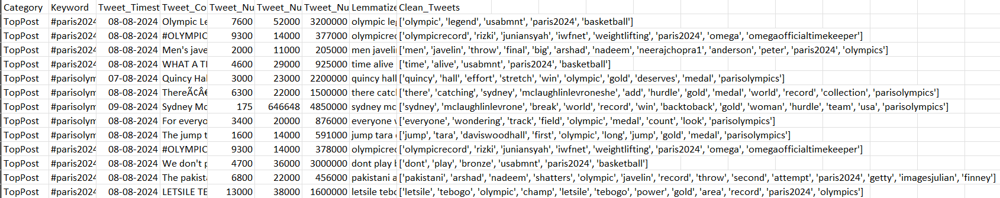 Category Keyword Tweet_Timest Tweet_Co Tweet_Nu Tweet_Nu Tweet_Nu Lemmatize Clean_Tweets
TopPost #paris2024 08-08-2024 Olympic Le 7600 52000 3200000 olympic leg ['olympic', 'legend', 'usabmnt', 'paris2024', 'basketball']
TopPost #paris2024 08-08-2024 #OLYMPIC 9300 14000 377000 olympicrec ['olympicrecord', 'rizki', 'juniansyah', 'iwfnet', 'weightlifting', 'paris2024', 'omega', 'omegaofficialtimekeeper']
TopPost #paris2024 08-08-2024 Men's jave 2000 11000 205000 men javeli ['men', 'javelin', 'throw', 'final', 'big', 'arshad', 'nadeem', 'neerajchopra1', 'anderson', 'peter', 'paris2024', 'olympics']
TopPost #paris2024 08-08-2024 WHAT A TI 4600 29000 925000 time alive ['time', 'alive', 'usabmnt', 'paris2024', 'basketball']
TopPost #parisolym 07-08-2024 Quincy Hal 3000 23000 2200000 quincy hall ['quincy', 'hall', 'effort', 'stretch', 'win', 'olympic', 'gold', 'deserves', 'medal', 'parisolympics']
TopPost #parisolym 08-08-2024 ThereÃ¢Â€ 6300 22000 1500000 there catcl ['there', 'catching', 'sydney', 'mclaughlinlevroneshe', 'add', 'hurdle', 'gold', 'medal', 'world', 'record', 'collection', 'parisolympics']
TopPost #parisolym 09-08-2024 Sydney Mc 175 646648 4850000 sydney mc ['sydney', 'mclaughlinlevrone', 'break', 'world', 'record', 'win', 'backtoback', 'gold', 'woman', 'hurdle', 'team', 'usa', 'parisolympics']
TopPost #parisolym 08-08-2024 For everyo 3400 20000 876000 everyone v ['everyone', 'wondering', 'track', 'field', 'olympic', 'medal', 'count', 'look', 'parisolympics']
TopPost #parisolym 08-08-2024 The jump t 1600 14000 591000 jump tara ['jump', 'tara', 'daviswoodhall', 'first', 'olympic', 'long', 'jump', 'gold', 'medal', 'parisolympics']
TopPost #paris2024 08-08-2024 #OLYMPIC 9300 14000 378000 olympicrec ['olympicrecord', 'rizki', 'juniansyah', 'iwfnet', 'weightlifting', 'paris2024', 'omega', 'omegaofficialtimekeeper']
TopPost #paris2024 08-08-2024 We don't p 4700 36000 3000000 dont play b ['dont', 'play', 'bronze', 'usabmnt', 'paris2024', 'basketball']
TopPost #paris2024 08-08-2024 The pakist 6800 22000 456000 pakistani a ['pakistani', 'arshad', 'nadeem', 'shatters', 'olympic', 'javelin', 'record', 'throw', 'second', 'attempt', 'paris2024', 'getty', 'imagesjulian', 'finney']
TopPost #paris2024 08-08-2024 LETSILE TE 13000 38000 1600000 letsile tebo ['letsile', 'tebogo', 'olympic', 'champ', 'letsile', 'tebogo', 'power', 'gold', 'area', 'record', 'paris2024', 'olympics']